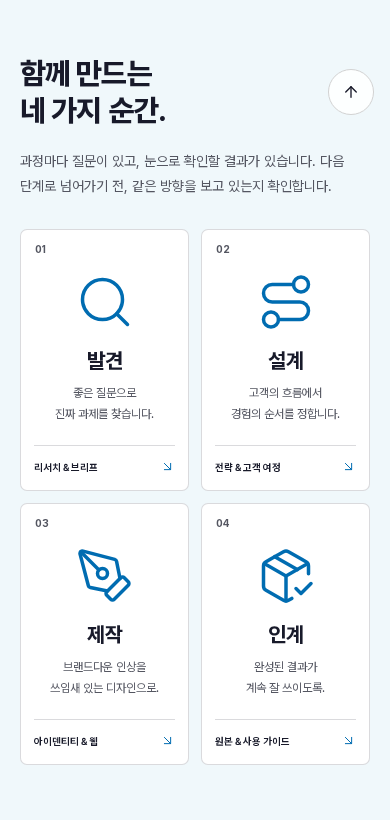 함께 만드는
네 가지 순간.
과정마다 질문이 있고, 눈으로 확인할 결과가 있습니다. 다음
단계로 넘어가기 전, 같은 방향을 보고 있는지 확인합니다.
01
발견
좋은 질문으로
진짜 과제를 찾습니다.
리서치 & 브리프
02
설계
고객의 흐름에서
경험의 순서를 정합니다.
전략 & 고객 여정
03
제작
브랜드다운 인상을
쓰임새 있는 디자인으로.
아이덴티티 & 웹
04
인계
완성된 결과가
계속 잘 쓰이도록.
원본 & 사용 가이드